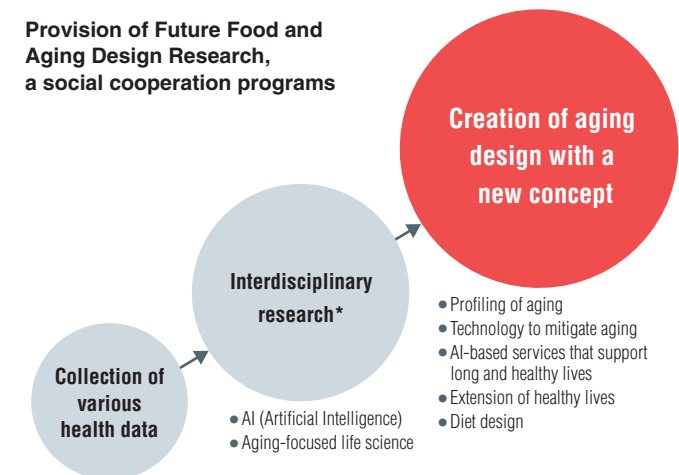 Provision of Future Food and
Aging Design Research,
a social cooperation programs
Creation of aging
design with a
new concept
Interdisciplinary
research*
Collection of
various
health data
● AI (Artificial Intelligence)
● Aging-focused life science
● Profiling of aging
● Technology to mitigate aging
● AI-based services that support
long and healthy lives
● Extension of healthy lives
● Diet design